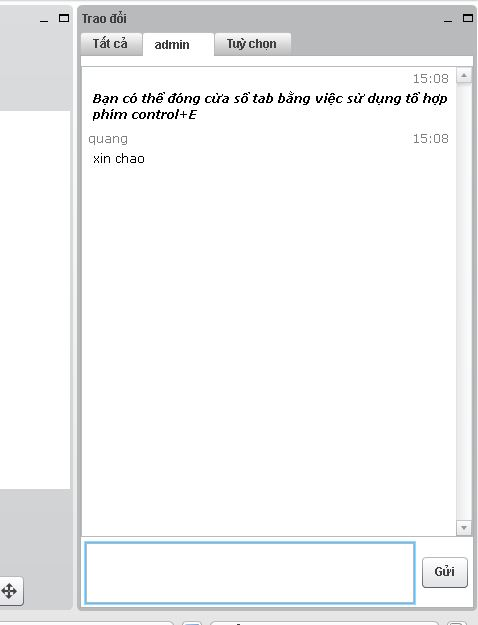 Trao đổi
Tất cả admin Tuỳ chọn
15:08
Bạn có thể đóng cửa sổ tab bằng việc sử dụng tổ hợp
phím control+E
quang 15:08
xin chao
Gửi